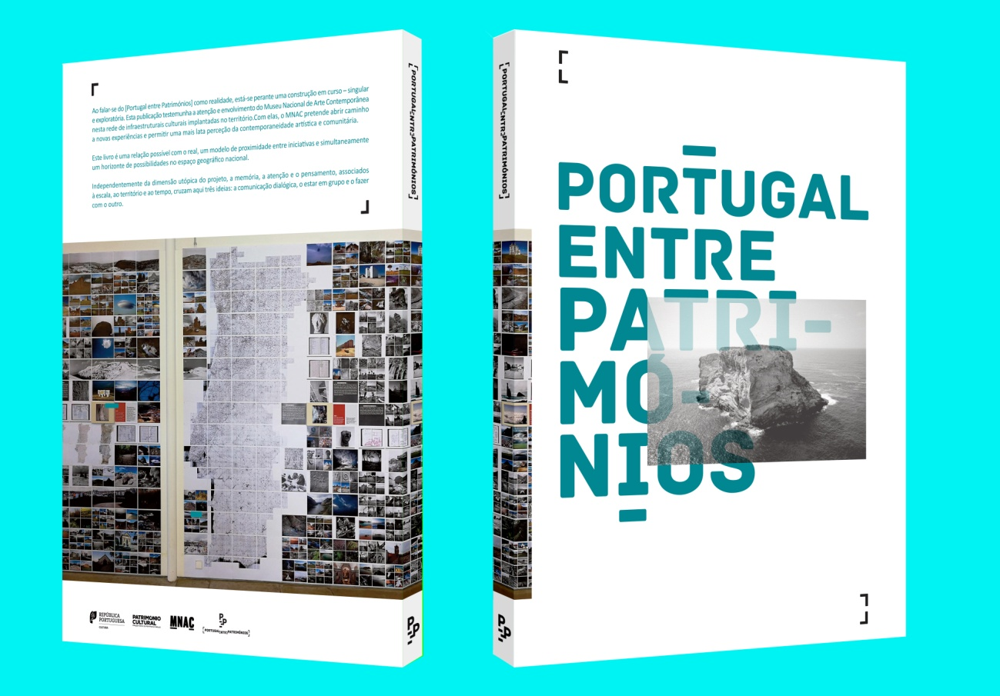 Ao falar-se do [Portugal entre Patrimónios] como realidade, está-se perante uma construção em curso – singular
e exploratória. Esta publicação testemunha a atenção e envolvimento do Museu Nacional de Arte Contemporânea
nesta rede de infraestruturais culturais implantadas no território.Com elas, o MNAC pretende abrir caminho
a novas experiências e permitir uma mais lata perceção da contemporaneidade artística e comunitária.
Este livro é uma relação possível com o real, um modelo de proximidade entre iniciativas e simultaneamente
um horizonte de possibilidades no espaço geográfico nacional.
Independentemente da dimensão utópica do projeto, a memória, a atenção e o pensamento, associados
à escala, ao território e ao tempo, cruzam aqui três ideias: a comunicação dialógica, o estar em grupo e o fazer
com o outro.
REPÚBLICA
PORTUGUESA
CULTURA
PATRIMÓNIO
CULTURAL
MNAC
P_P
[PORTUGALENTREPATRIMÓNIOS]
[PORTUGALENTREPATRIMÓNIOS]
P_P
[PORTUGALENTREPATRIMÓNIOS]
P_P
PORTUGAL
ENTRE
PATRI-
MÓ-
NIOS